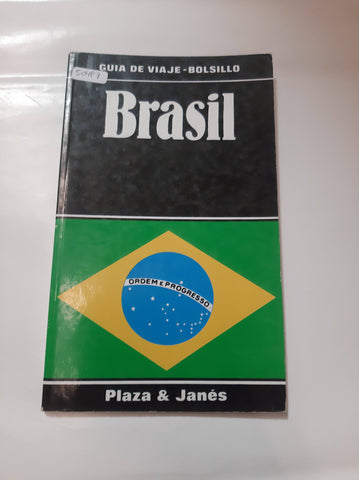 GUIA DE VIAJE-BOLSILLO
Brasil
ORDEM E PROGRESSO
Plaza & Janés